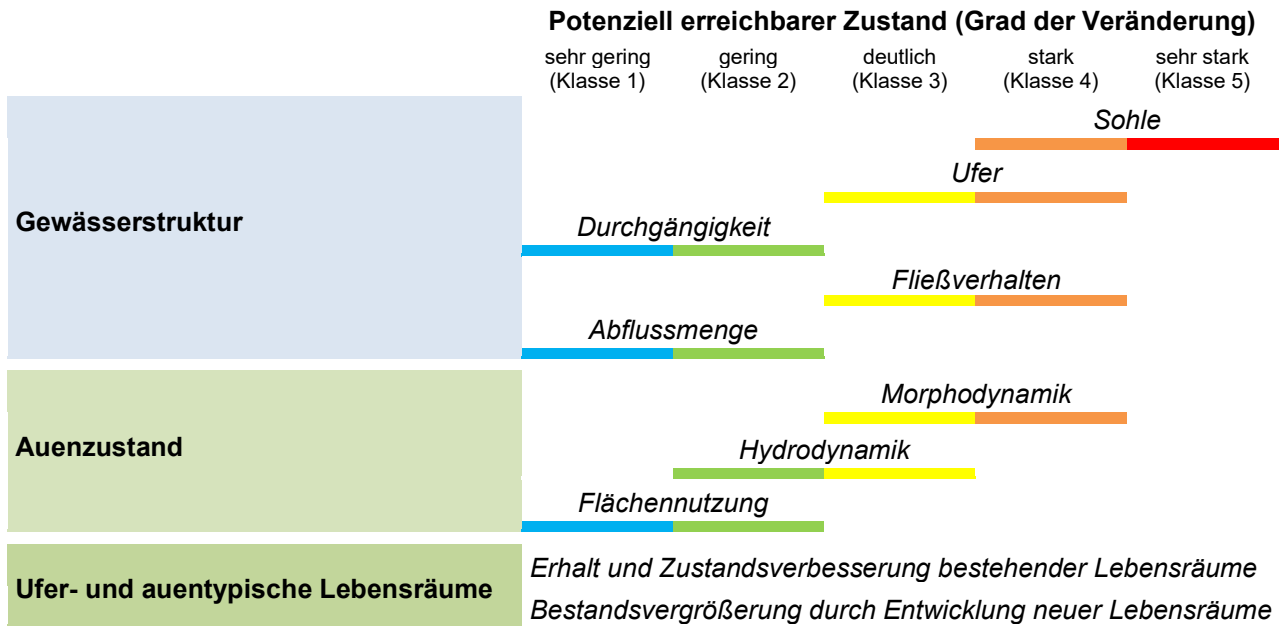 Potenziell erreichbarer Zustand (Grad der Veränderung)
sehr gering gering deutlich stark sehr stark
(Klasse 1) (Klasse 2) (Klasse 3) (Klasse 4) (Klasse 5)
Sohle
Ufer
Gewässerstruktur
Durchgängigkeit
Fließverhalten
Abflussmenge
Morphodynamik
Auenzustand
Hydrodynamik
Flächennutzung
Ufer- und auentypische Lebensräume
Erhalt und Zustandsverbesserung bestehender Lebensräume
Bestandsvergrößerung durch Entwicklung neuer Lebensräume